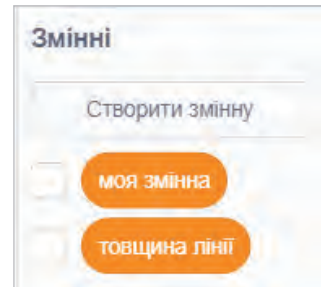 Змінні
Створити змінну
моя змінна
товщина лінії